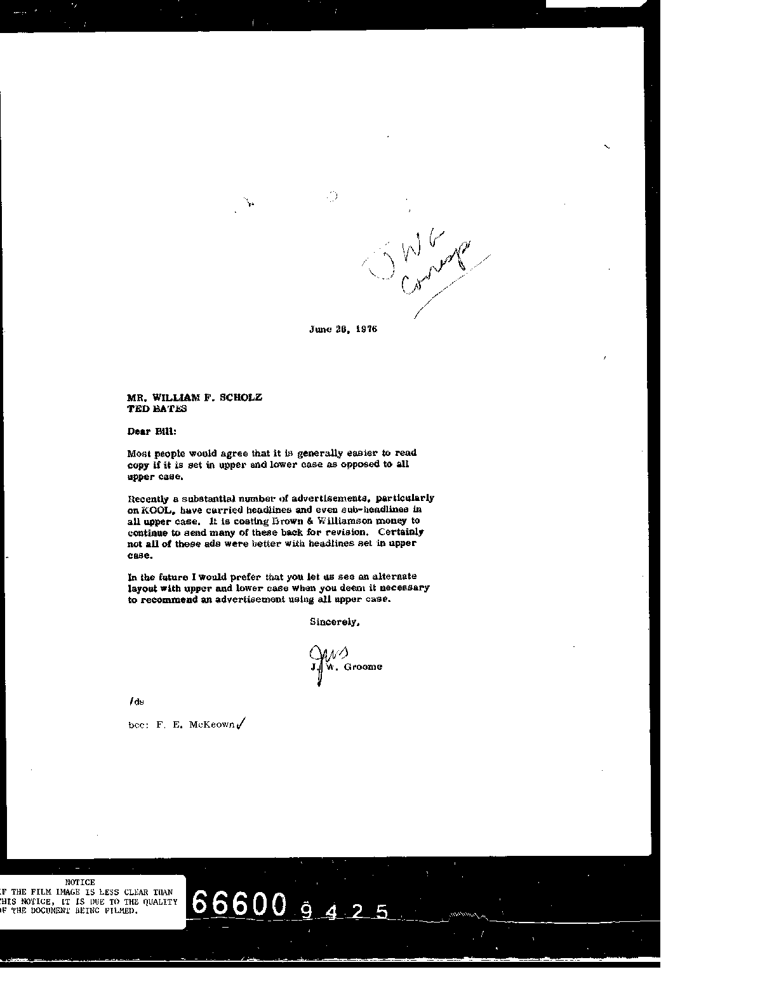 JWG
Corresp
June 28, 1976
MR. WILLIAM F. SCHOLZ
TED BATES
Dear Bill:
Most people would agree that it is generally easier to read
copy if it is set in upper and lower case as opposed to all
upper case.
Recently a substantial number of advertisements, particularly
on KOOL, have carried headlines and even sub-headlines in
all upper case. It is costing Brown & Williamson money to
continue to send many of these back for revision. Certainly
not all of these ads were better with headlines set in upper
case.
In the future I would prefer that you let us see an alternate
layout with upper and lower case when you deem it necessary
to recommend an advertisement using all upper case.
Sincerely,
J. W. Groome
/ds
bcc: F. E. McKeown
NOTICE
IF THE FILM IMAGE IS LESS CLEAR THAN
THIS NOTICE, IT IS DUE TO THE QUALITY
OF THE DOCUMENT BEING FILMED.
66600 9425